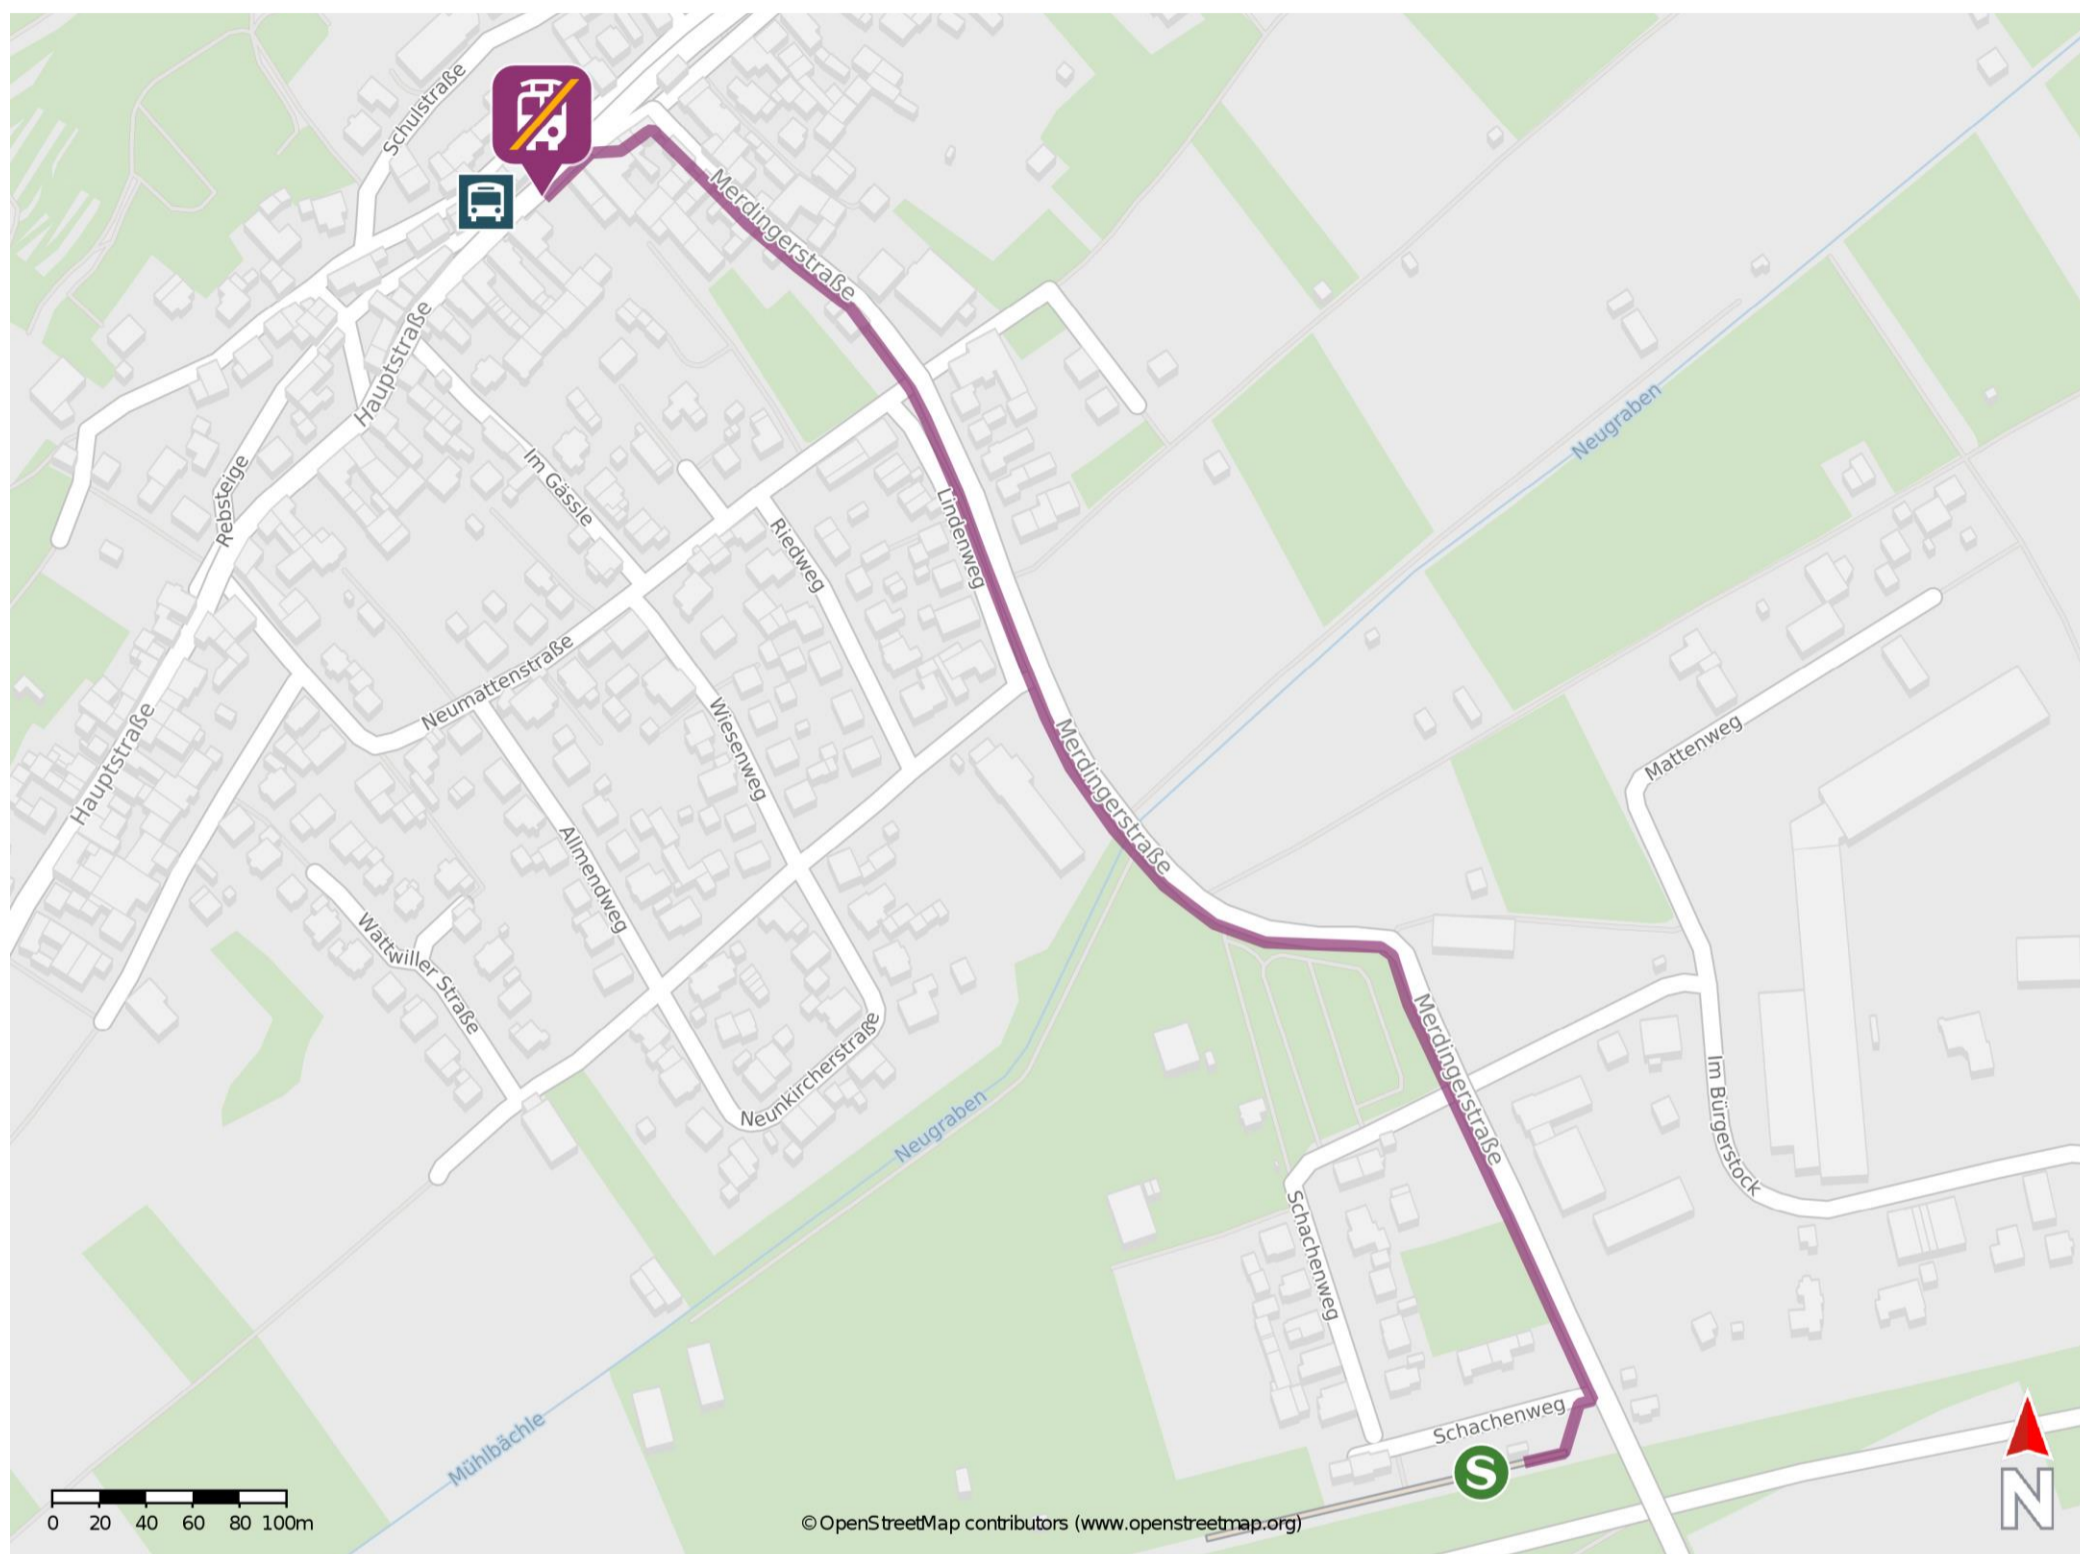 Schulstraße
Merdingerstraße
Hauptstraße
Neugraben
Rebsteige
Im Gässle
Lindenweg
Riedweg
Neumattenstraße
Hauptstraße
Wiesenweg
Merdingerstraße
Mattenweg
Allmendweg
Wattwiller Straße
Neunkircherstraße
Merdingerstraße
Neugraben
Im Bürgerstock
Schachenweg
Schachenweg
Mühlbächle
S
N
0 20 40 60 80 100m
© OpenStreetMap contributors (www.openstreetmap.org)